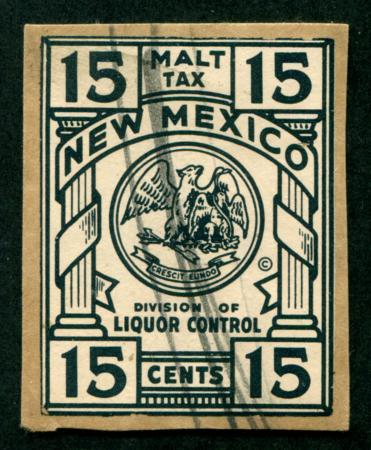 15 MALT 15
TAX
NEW MEXICO
CRESCIT EUNDO
©
DIVISION OF
LIQUOR CONTROL
15 CENTS 15